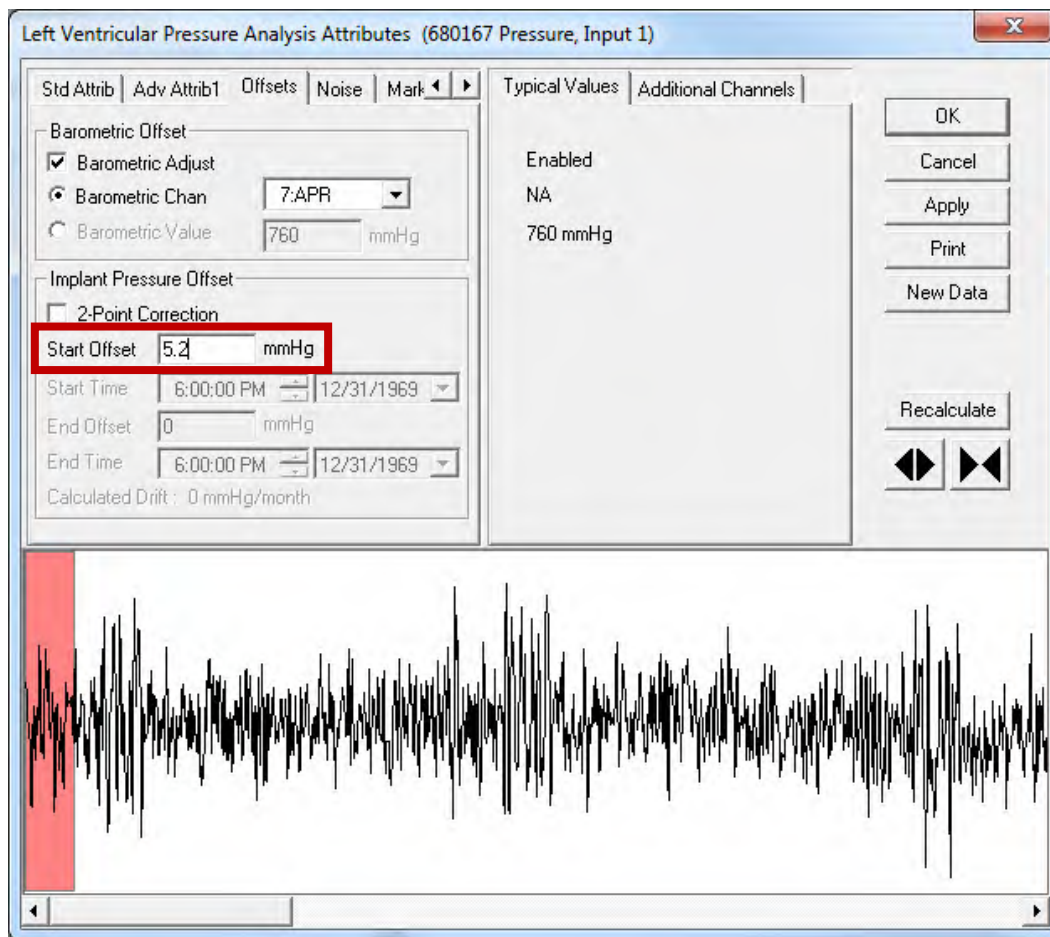 Left Ventricular Pressure Analysis Attributes (680167 Pressure, Input 1)
Std Attrib Adv Attrib1 Offsets Noise Mark
Barometric Offset
Barometric Adjust
Barometric Chan 7:APR
Barometric Value 760 mmHg
Implant Pressure Offset
2-Point Correction
Start Offset 5.2 mmHg
Start Time 6:00:00 PM 12/31/1969
End Offset 0 mmHg
End Time 6:00:00 PM 12/31/1969
Calculated Drift : 0 mmHg/month
Typical Values Additional Channels
Enabled
NA
760 mmHg
OK
Cancel
Apply
Print
New Data
Recalculate